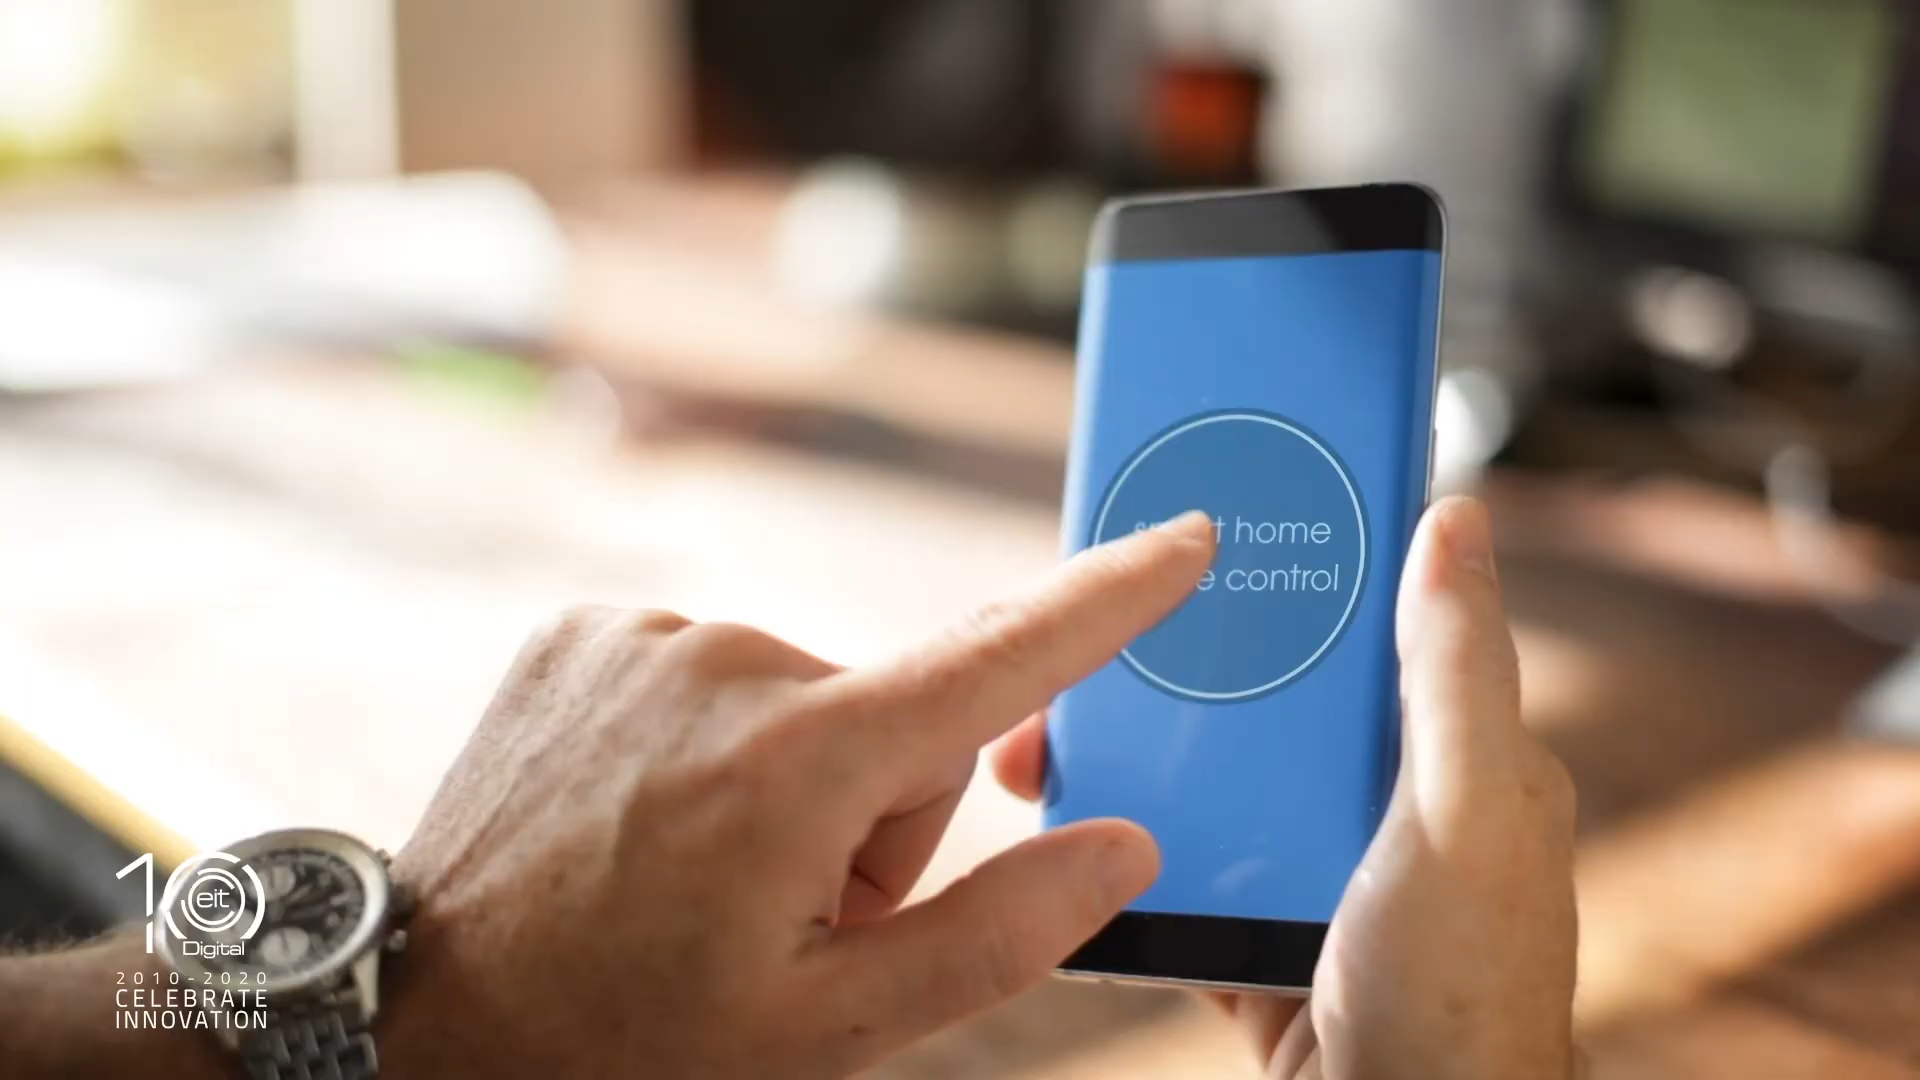 home
control
10
eit
Digital
2010-2020
CELEBRATE
INNOVATION